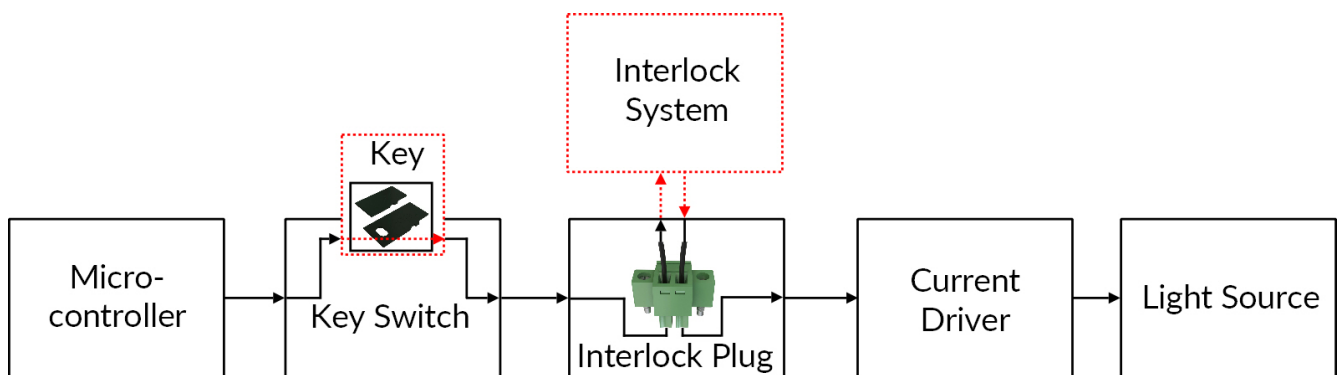 Interlock
System
Key
Micro-
controller
Key Switch
Interlock Plug
Current
Driver
Light Source